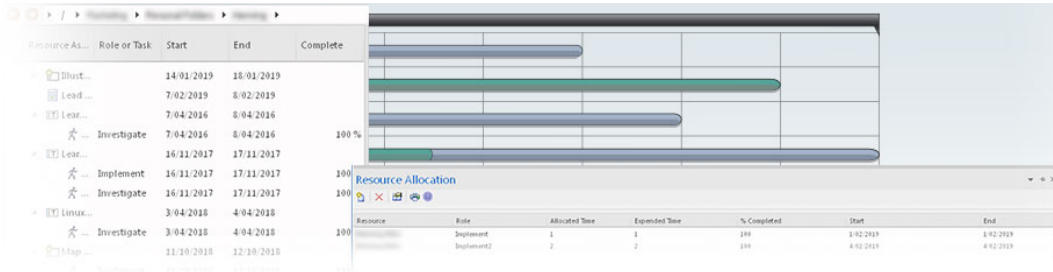 /
Resource As... Role or Task Start End Complete
Illust... 14/01/2019 18/01/2019
Lead ... 7/02/2019 8/02/2019
Lear... 7/04/2016 8/04/2016
... Investigate 7/04/2016 8/04/2016 100 %
Lear... 16/11/2017 17/11/2017
... Implement 16/11/2017 17/11/2017 100
... Investigate 16/11/2017 17/11/2017 100
Linux...  3/04/2018 4/04/2018
... Investigate 3/04/2018 4/04/2018 100
Map ... 11/10/2018 12/10/2018
Resource Allocation
Resource Role Allocated Time Expended Time % Completed Start End
Implement 1 1 100 1/02/2019 1/02/2019
Implement2 2 2 100 4/02/2019 4/02/2019